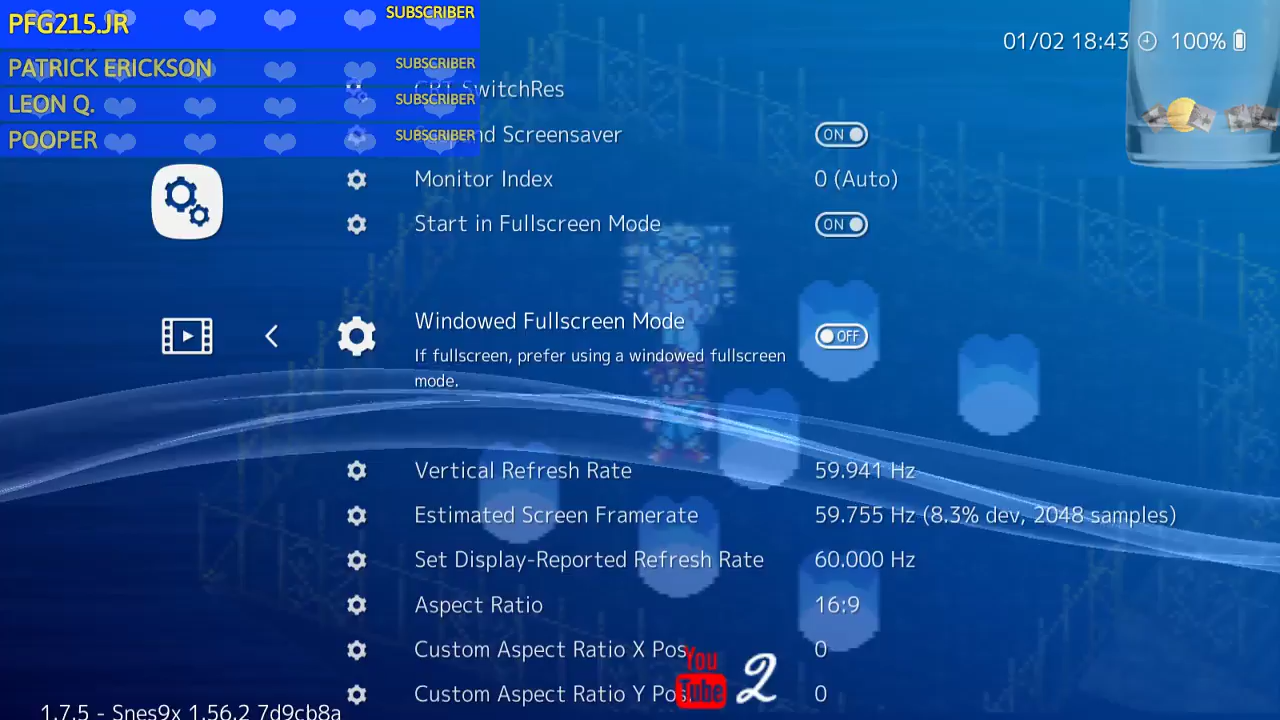 PFG215.JR SUBSCRIBER
PATRICK ERICKSON SUBSCRIBER
LEON Q. SUBSCRIBER
POOPER SUBSCRIBER
01/02 18:43 100%
CRT SwitchRes
nd Screensaver ON
Monitor Index 0 (Auto)
Start in Fullscreen Mode ON
Windowed Fullscreen Mode OFF
If fullscreen, prefer using a windowed fullscreen
mode.
Vertical Refresh Rate 59.941 Hz
Estimated Screen Framerate 59.755 Hz (8.3% dev, 2048 samples)
Set Display-Reported Refresh Rate 60.000 Hz
Aspect Ratio 16:9
Custom Aspect Ratio X Pos. 0
Custom Aspect Ratio Y Pos. 0
You
Tube 2
1.7.5 - Snes9x 1.56.2 7d9cb8a